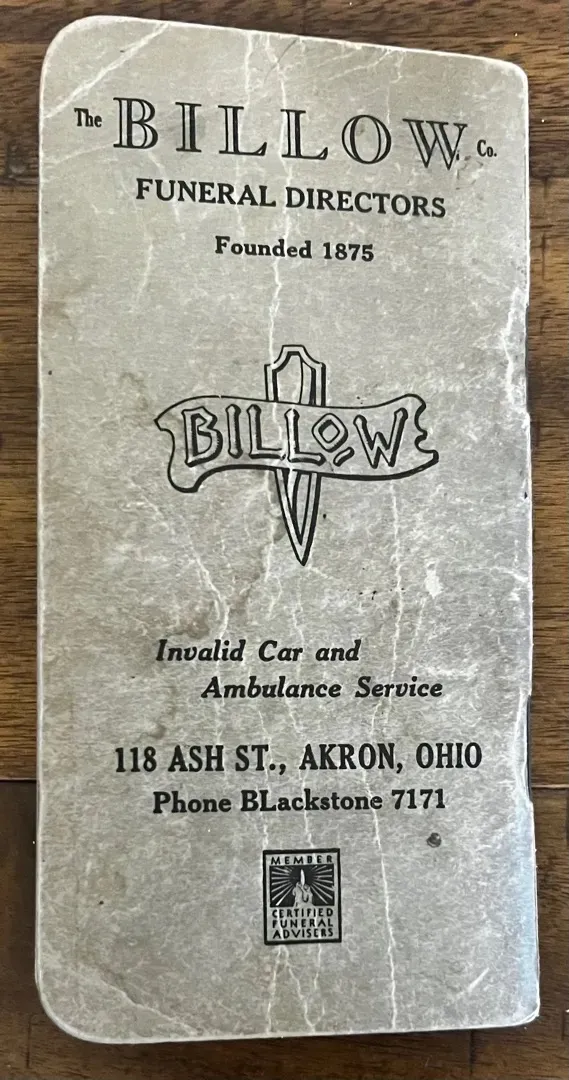 The BILLOW Co.
FUNERAL DIRECTORS
Founded 1875
BILLOW
Invalid Car and
Ambulance Service
118 ASH ST., AKRON, OHIO
Phone BLackstone 7171
MEMBER
CERTIFIED
FUNERAL
ADVISERS